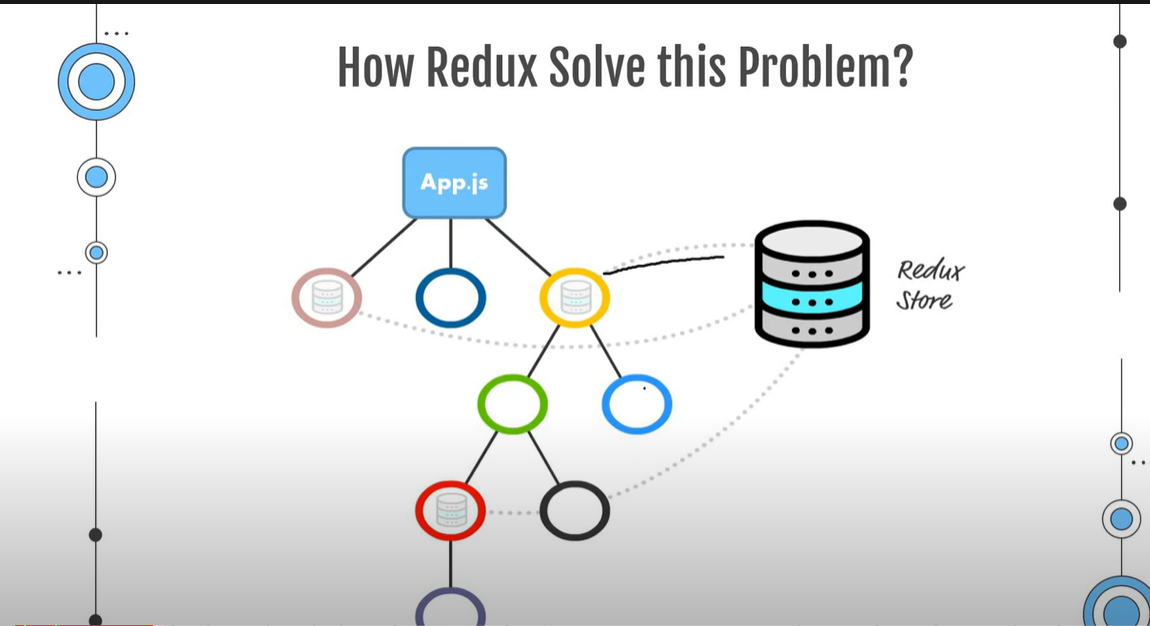 How Redux Solve this Problem?
App.js
Redux
Store